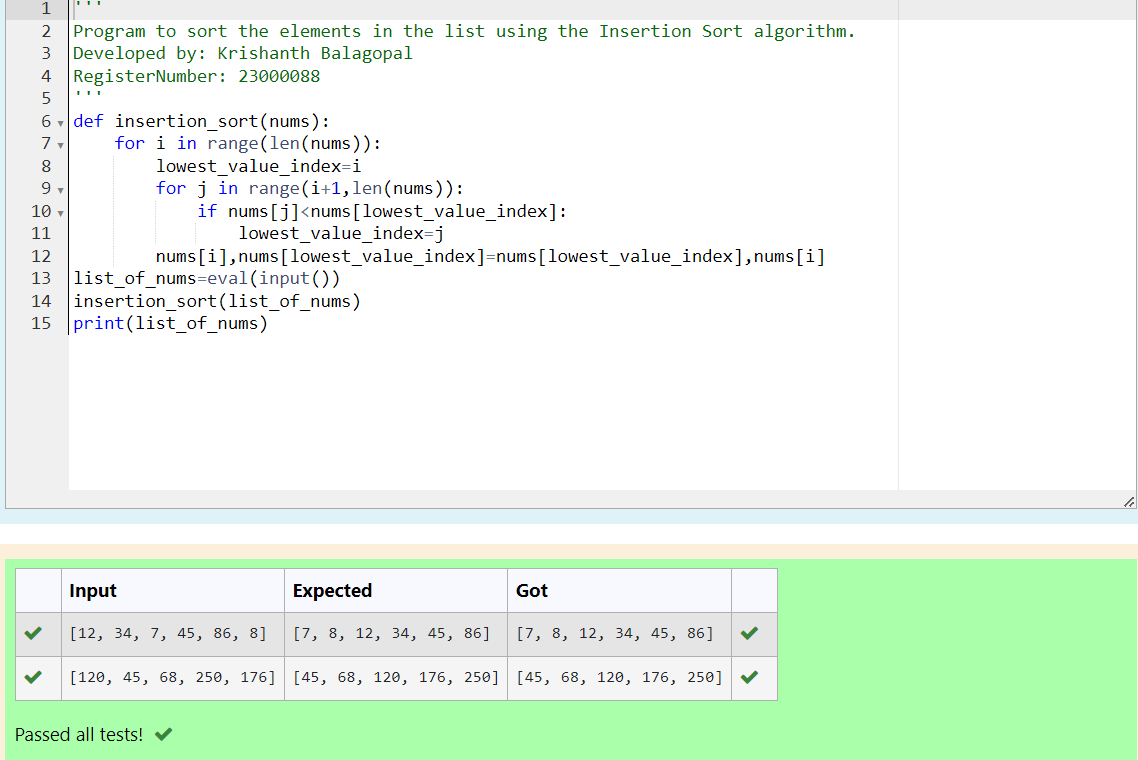 1 '''
2 Program to sort the elements in the list using the Insertion Sort algorithm.
3 Developed by: Krishanth Balagopal
4 RegisterNumber: 23000088
5 '''
6 def insertion_sort(nums):
7     for i in range(len(nums)):
8         lowest_value_index=i
9         for j in range(i+1,len(nums)):
10             if nums[j]<nums[lowest_value_index]:
11                 lowest_value_index=j
12         nums[i],nums[lowest_value_index]=nums[lowest_value_index],nums[i]
13 list_of_nums=eval(input())
14 insertion_sort(list_of_nums)
15 print(list_of_nums)
Input Expected Got
[12, 34, 7, 45, 86, 8] [7, 8, 12, 34, 45, 86] [7, 8, 12, 34, 45, 86]
[120, 45, 68, 250, 176] [45, 68, 120, 176, 250] [45, 68, 120, 176, 250]
Passed all tests!